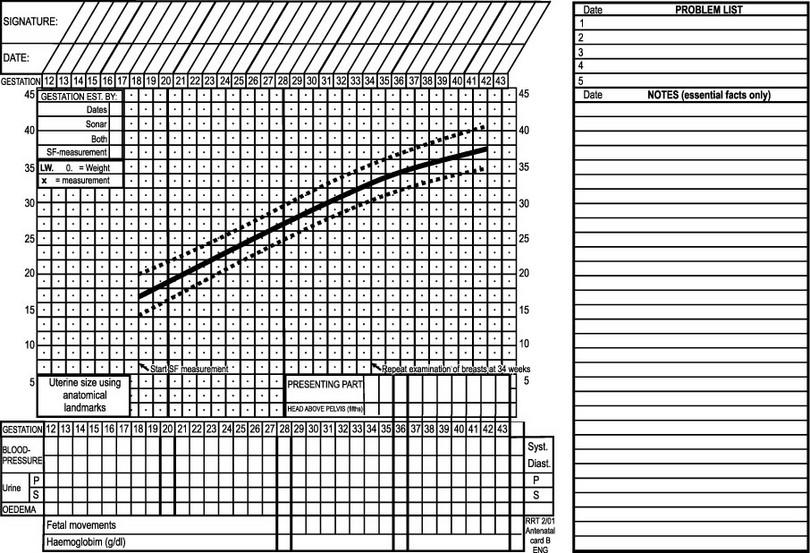 SIGNATURE:
DATE:
GESTATION 12 13 14 15 16 17 18 19 20 21 22 23 24 25 26 27 28 29 30 31 32 33 34 35 36 37 38 39 40 41 42 43
45 45
GESTATION EST. BY:
Dates
Sonar
Both
SF-measurement
LW. 0. = Weight
x = measurement
40 40
35 35
30 30
25 25
20 20
15 15
10 10
Start SF measurement
Repeat examination of breasts at 34 weeks
5 5
Uterine size using
anatomical
landmarks
PRESENTING PART
HEAD ABOVE PELVIS (fifths)
GESTATION 12 13 14 15 16 17 18 19 20 21 22 23 24 25 26 27 28 29 30 31 32 33 34 35 36 37 38 39 40 41 42 43
BLOOD-
PRESSURE
Syst.
Diast.
Urine
P P
S S
OEDEMA
Fetal movements
Haemoglobim (g/dl)
RRT 2/01
Antenatal
card B
ENG
Date PROBLEM LIST
1
2
3
4
5
Date NOTES (essential facts only)